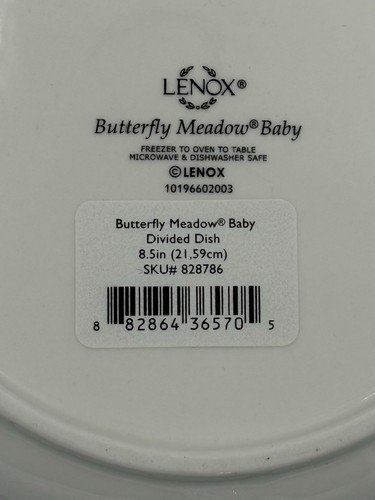 LENOX®
Butterfly Meadow® Baby
FREEZER TO OVEN TO TABLE
MICROWAVE & DISHWASHER SAFE
© LENOX
10196602003
Butterfly Meadow® Baby
Divided Dish
8.5in (21,59cm)
SKU# 828786
8 82864 36570 5